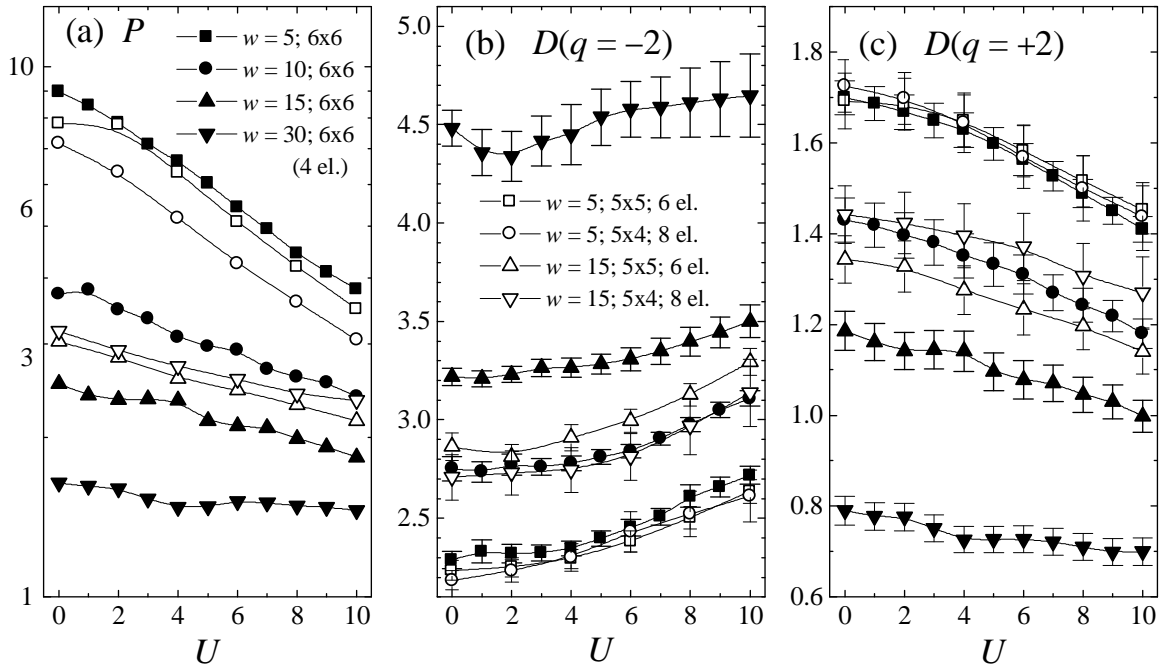 (a) P
w = 5; 6x6
w = 10; 6x6
w = 15; 6x6
w = 30; 6x6
(4 el.)
10
6
3
1
0 2 4 6 8 10
U
(b) D(q = –2)
5.0
4.5
4.0
3.5
3.0
2.5
w = 5; 5x5; 6 el.
w = 5; 5x4; 8 el.
w = 15; 5x5; 6 el.
w = 15; 5x4; 8 el.
0 2 4 6 8 10
U
(c) D(q = +2)
1.8
1.6
1.4
1.2
1.0
0.8
0.6
0 2 4 6 8 10
U